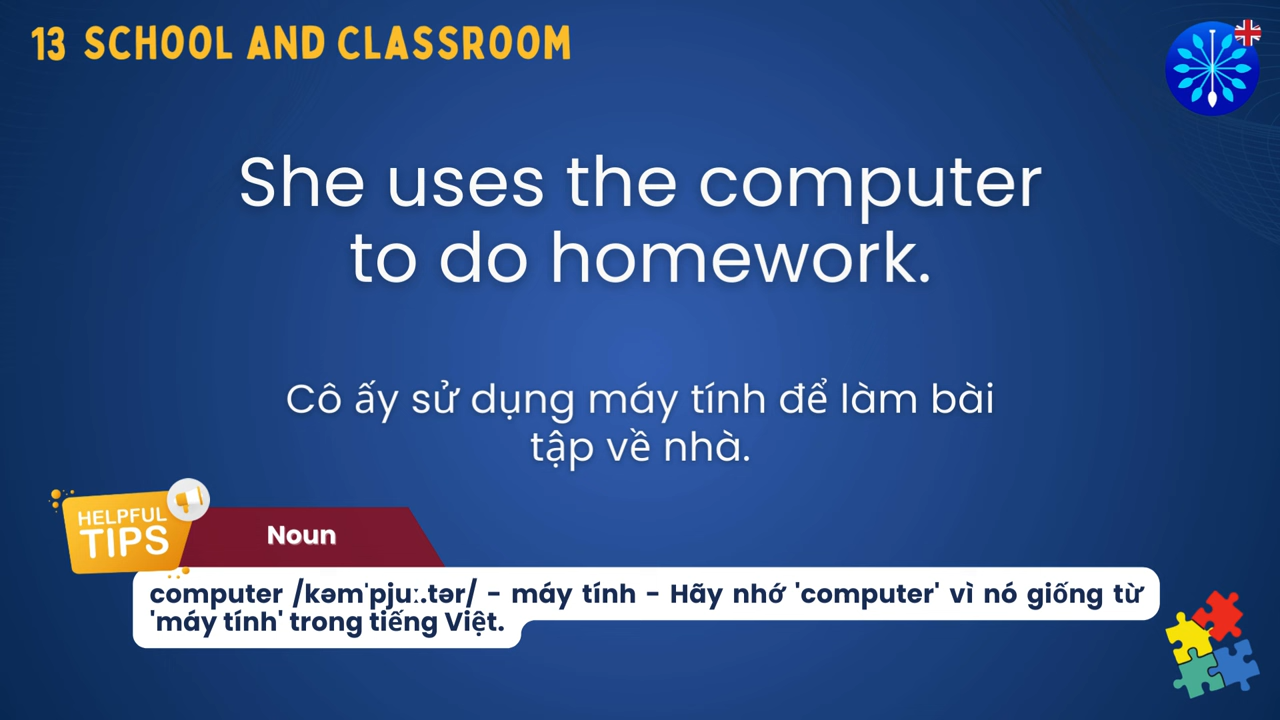 13 SCHOOL AND CLASSROOM
She uses the computer
to do homework.
Cô ấy sử dụng máy tính để làm bài
tập về nhà.
HELPFUL
TIPS
Noun
computer /kəmˈpjuː.tər/ - máy tính - Hãy nhớ 'computer' vì nó giống từ
'máy tính' trong tiếng Việt.